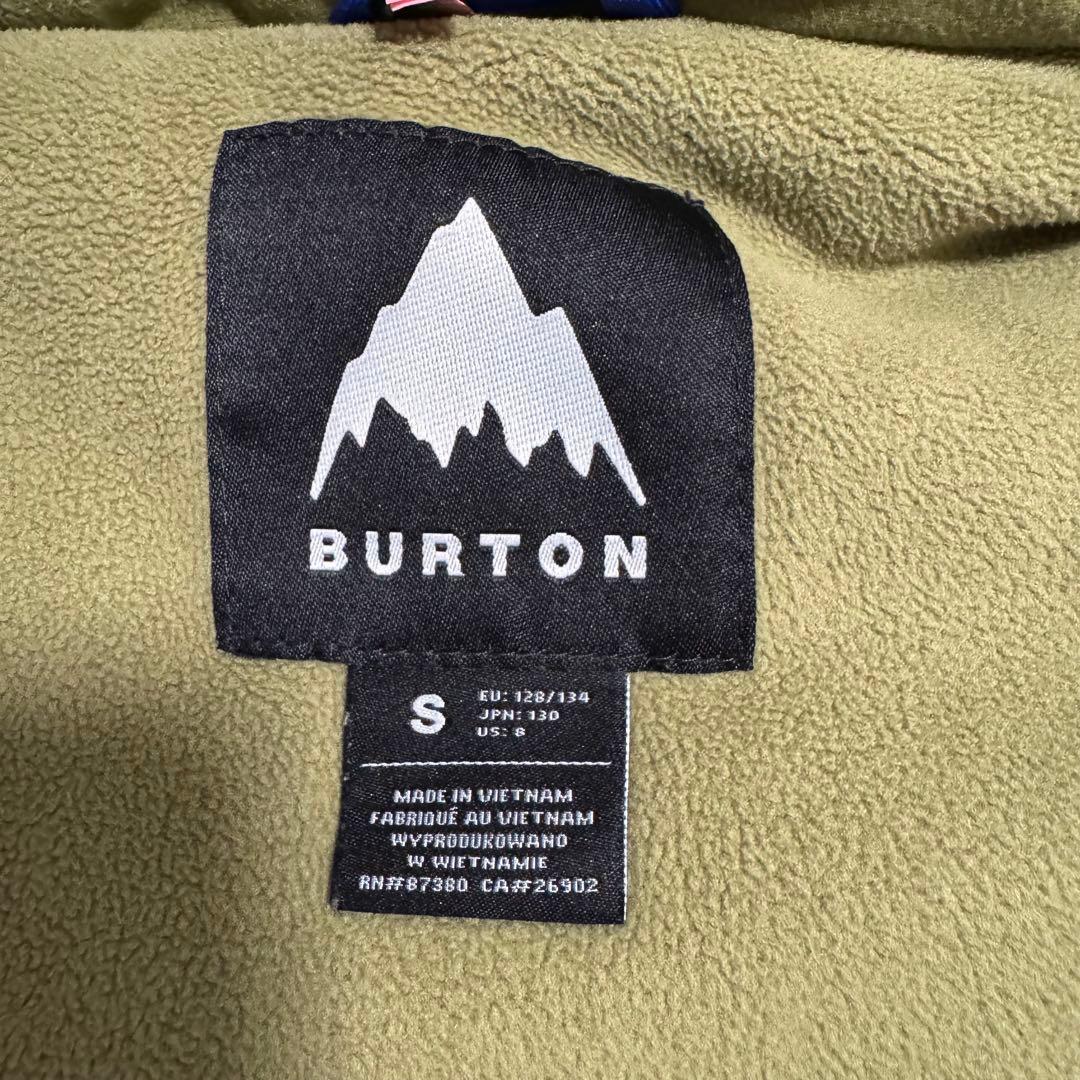 BURTON
S
EU: 128/134
JPN: 130
US: 8
MADE IN VIETNAM
FABRIQUÉ AU VIETNAM
WYPRODUKOWANO
W WIETNAMIE
RN#87380 CA#26902